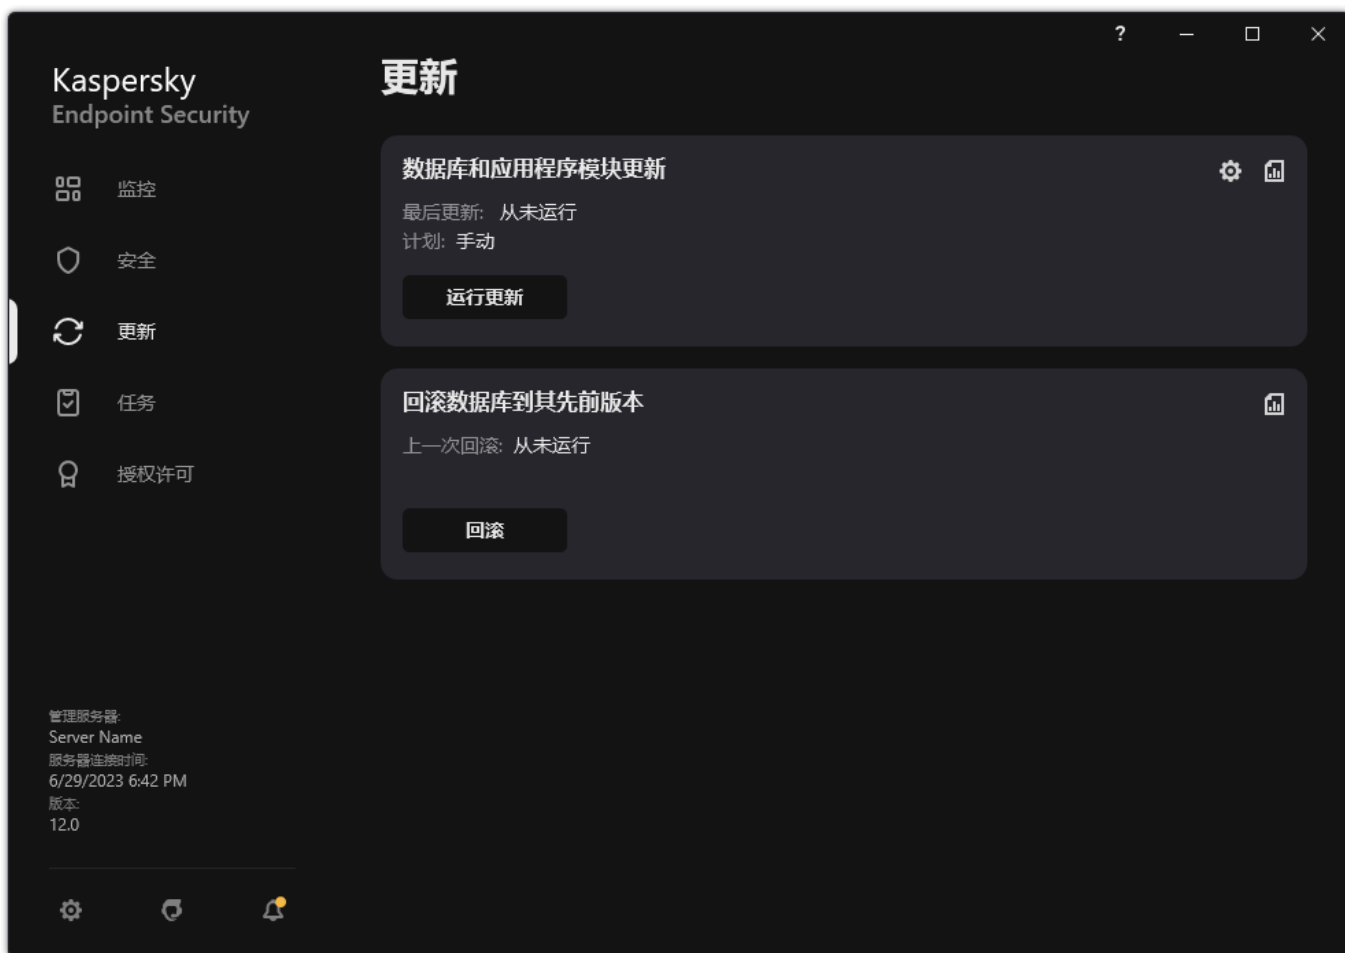 ?
Kaspersky
Endpoint Security
监控
安全
更新
任务
授权许可
管理服务器:
Server Name
服务器连接时间:
6/29/2023 6:42 PM
版本:
12.0
更新
数据库和应用程序模块更新
最后更新: 从未运行
计划: 手动
运行更新
回滚数据库到其先前版本
上一次回滚: 从未运行
回滚